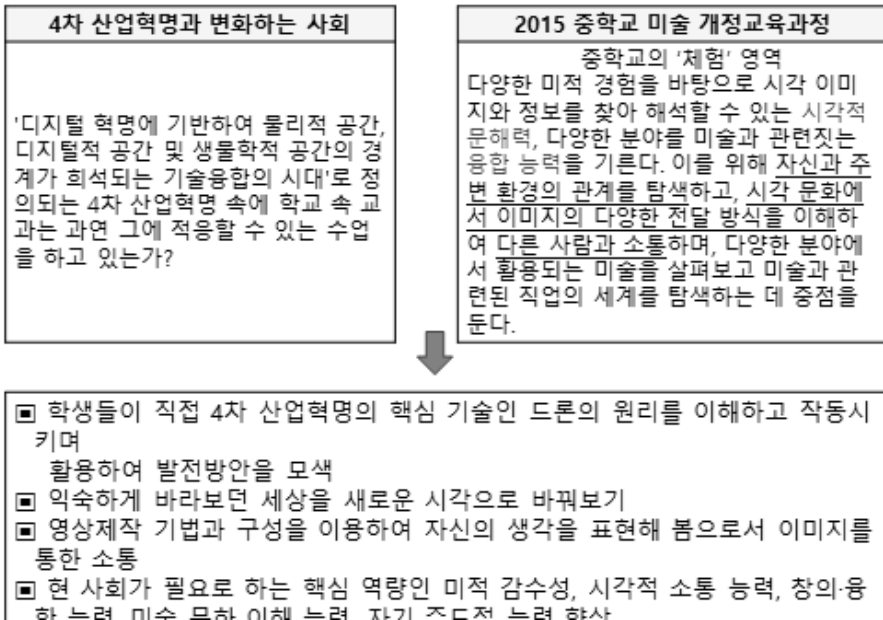 4차 산업혁명과 변화하는 사회
'디지털 혁명에 기반하여 물리적 공간,
디지털적 공간 및 생물학적 공간의 경
계가 희석되는 기술융합의 시대'로 정
의되는 4차 산업혁명 속에 학교 속 교
과는 과연 그에 적응할 수 있는 수업
을 하고 있는가?
2015 중학교 미술 개정교육과정
중학교의 '체험' 영역
다양한 미적 경험을 바탕으로 시각 이미
지와 정보를 찾아 해석할 수 있는 시각적
문해력, 다양한 분야를 미술과 관련짓는
융합 능력을 기른다. 이를 위해 자신과 주
변 환경의 관계를 탐색하고, 시각 문화에
서 이미지의 다양한 전달 방식을 이해하
여 다른 사람과 소통하며, 다양한 분야에
서 활용되는 미술을 살펴보고 미술과 관
련된 직업의 세계를 탐색하는 데 중점을
둔다.
▣ 학생들이 직접 4차 산업혁명의 핵심 기술인 드론의 원리를 이해하고 작동시
키며
활용하여 발전방안을 모색
▣ 익숙하게 바라보던 세상을 새로운 시각으로 바꿔보기
▣ 영상제작 기법과 구성을 이용하여 자신의 생각을 표현해 봄으로서 이미지를
통한 소통
▣ 현 사회가 필요로 하는 핵심 역량인 미적 감수성, 시각적 소통 능력, 창의·융
합 능력, 미술 문화 이해 능력, 자기 주도적 능력 향상